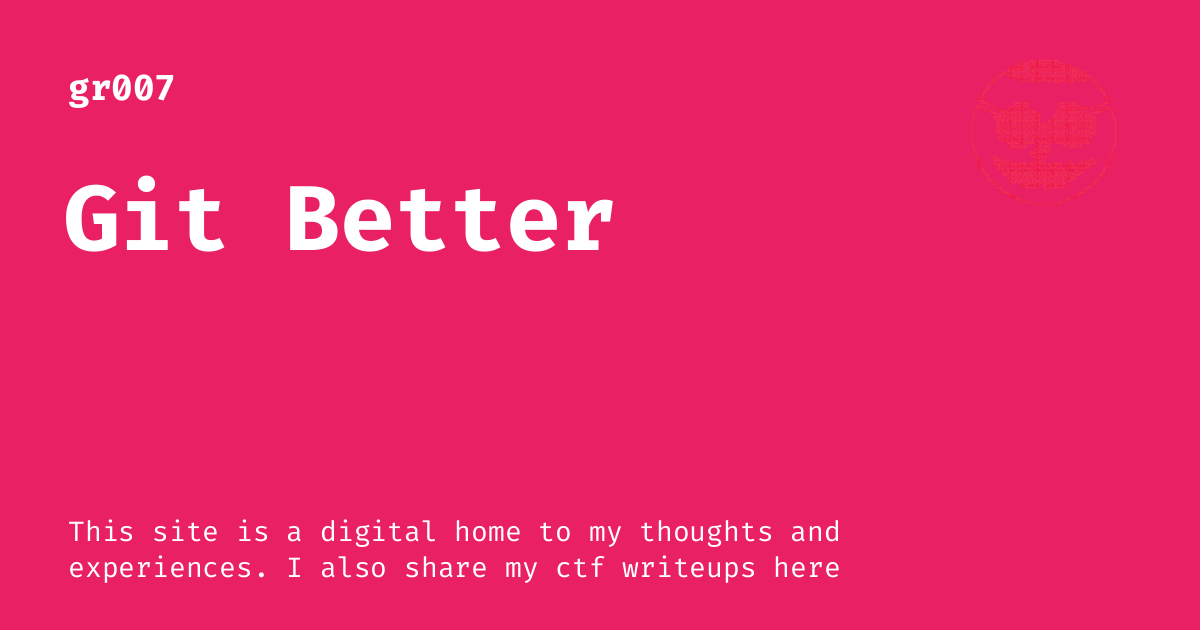 gr007
Git Better
This site is a digital home to my thoughts and
experiences. I also share my ctf writeups here